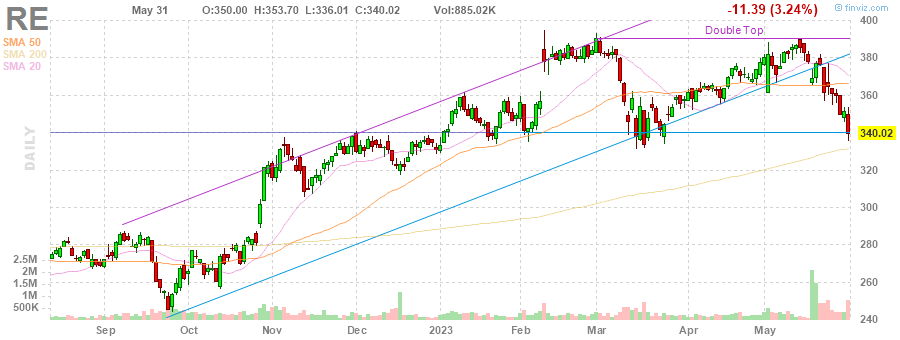 RE
May 31
O:350.00 H:353.70 L:336.01 C:340.02
Vol:885.02K
-11.39 (3.24%)
finviz.com
SMA 50
SMA 200
SMA 20
Double Top
DAILY
400
380
360
340.02
320
300
280
260
240
2.5M
2M
1.5M
1M
500K
Sep
Oct
Nov
Dec
2023
Feb
Mar
Apr
May